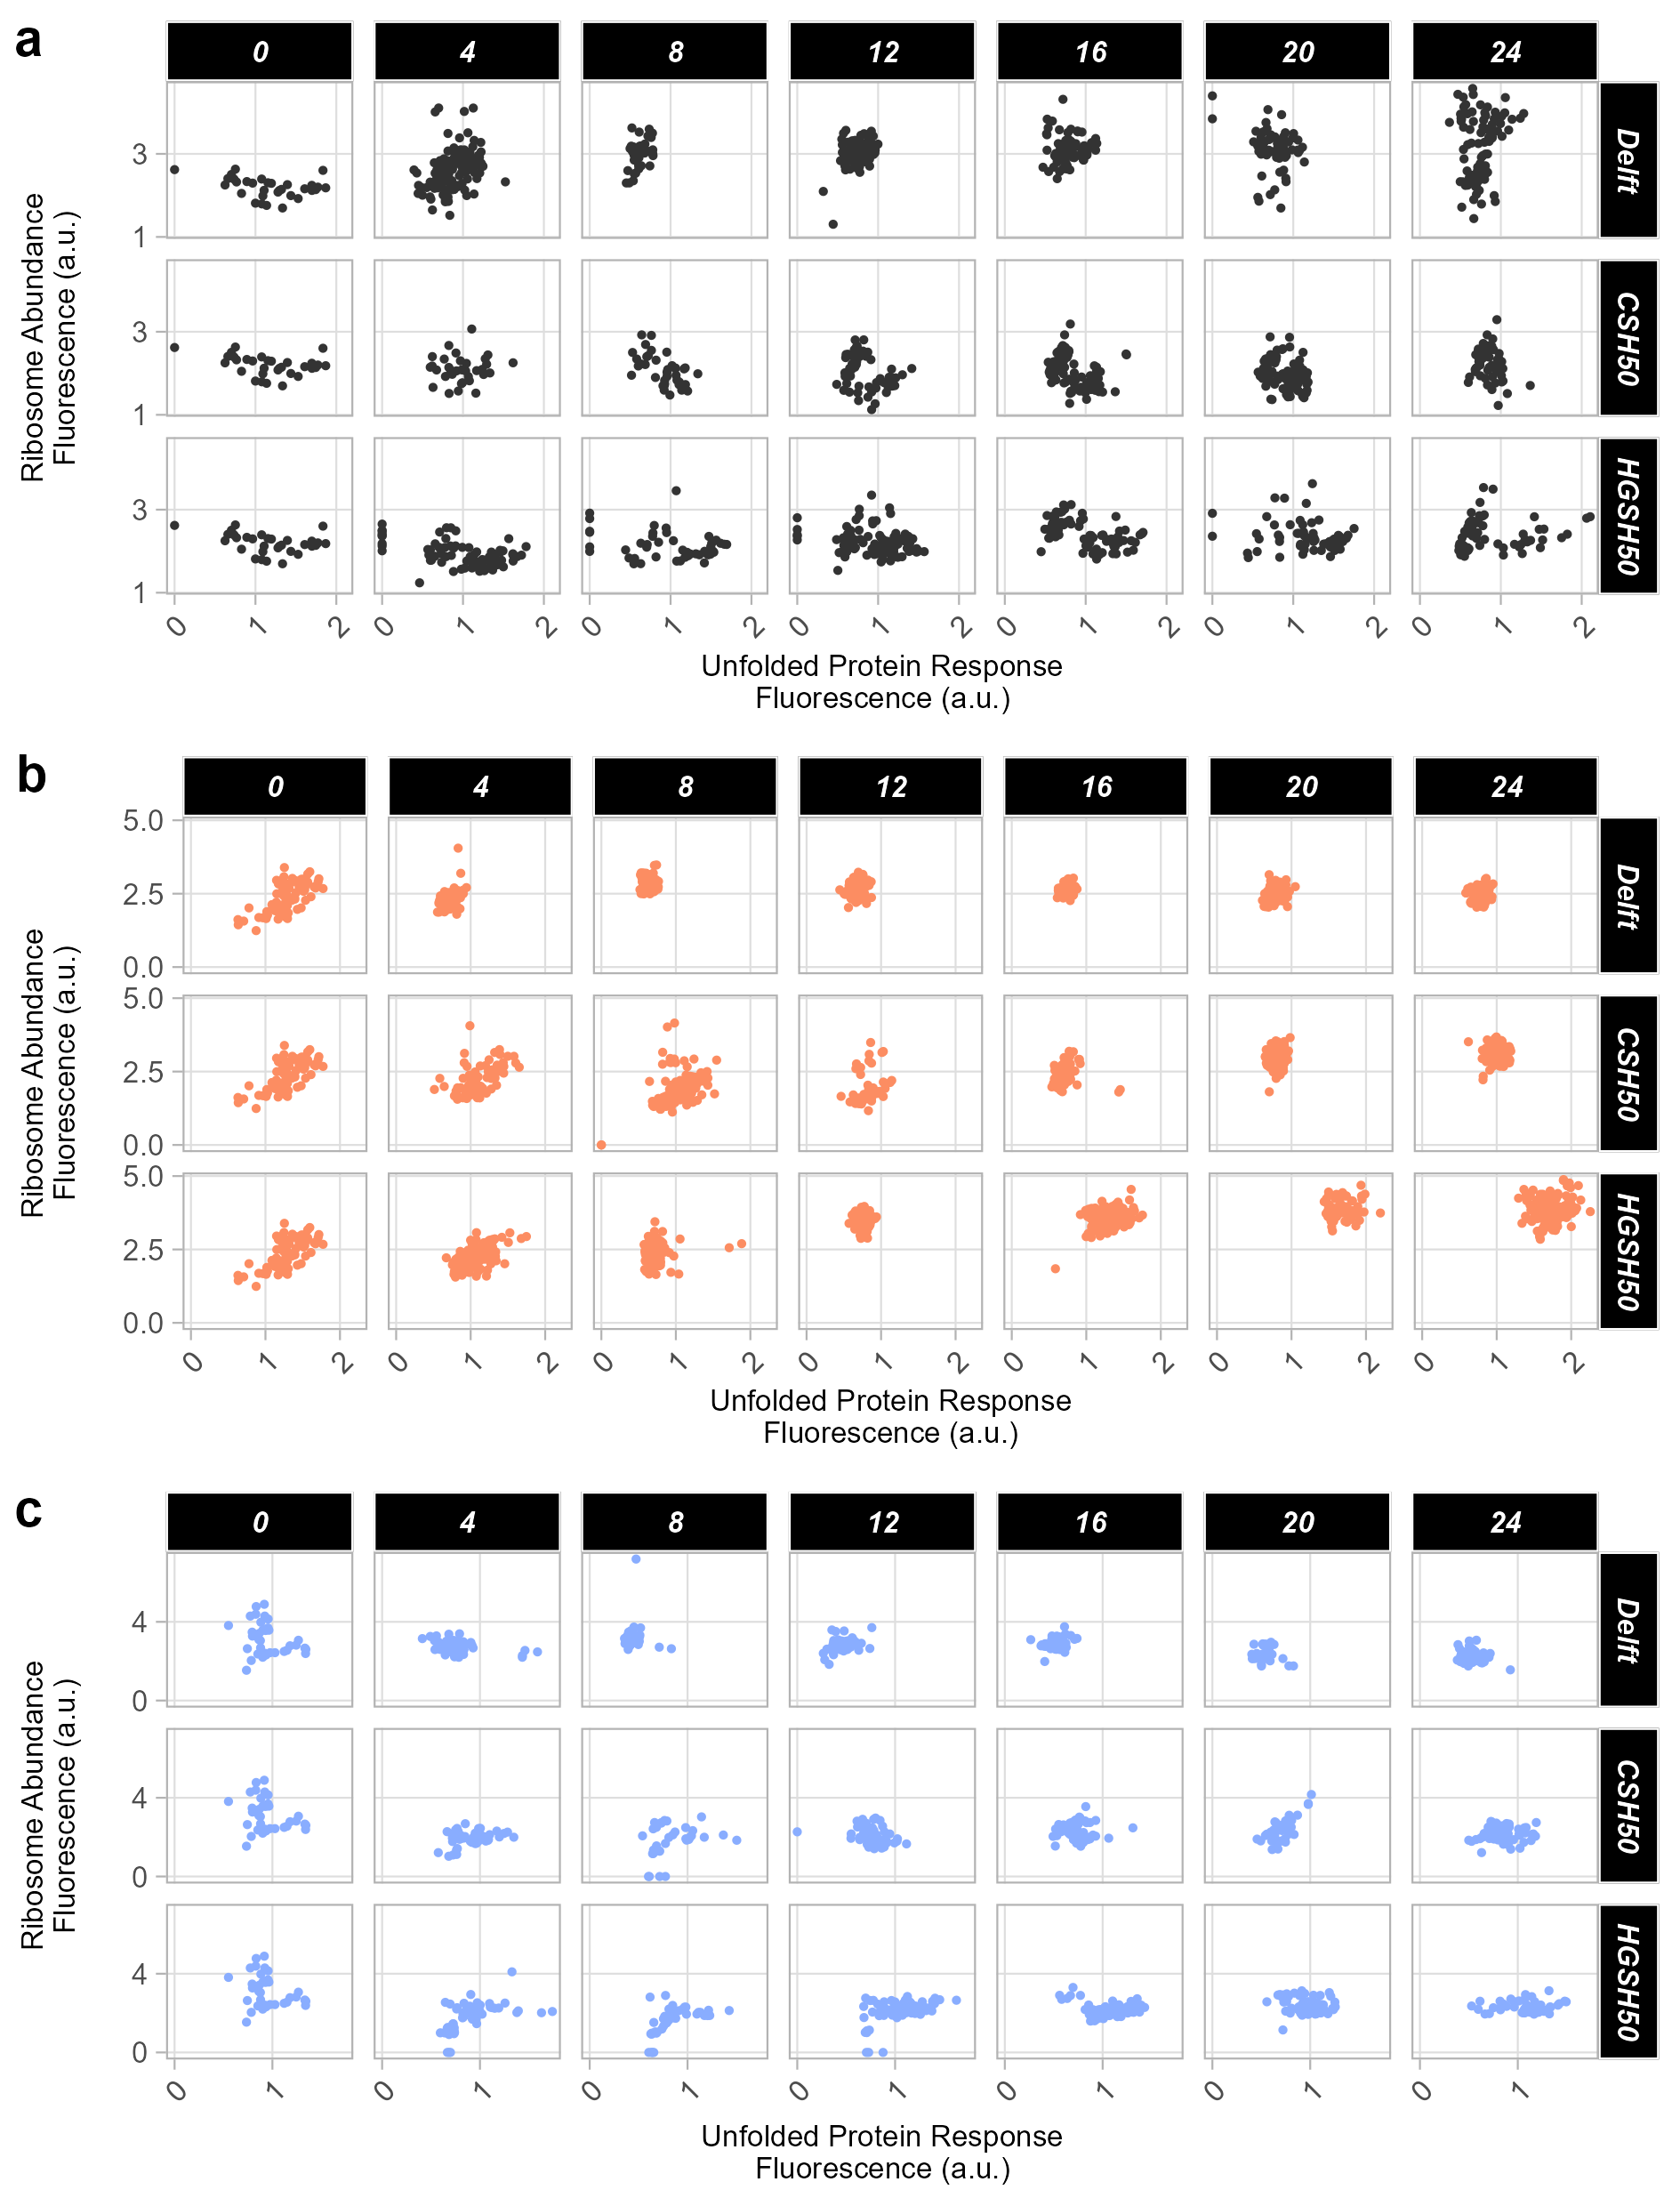 a
0 4 8 12 16 20 24
3
1
Delft
3
1
CSH50
3
1
HGSH50
Ribosome Abundance
Fluorescence (a.u.)
0 1 2 0 1 2 0 1 2 0 1 2 0 1 2 0 1 2 0 1 2
Unfolded Protein Response
Fluorescence (a.u.)
b
0 4 8 12 16 20 24
5.0
2.5
0.0
Delft
5.0
2.5
0.0
CSH50
5.0
2.5
0.0
HGSH50
Ribosome Abundance
Fluorescence (a.u.)
0 1 2 0 1 2 0 1 2 0 1 2 0 1 2 0 1 2 0 1 2
Unfolded Protein Response
Fluorescence (a.u.)
c
0 4 8 12 16 20 24
4
0
Delft
4
0
CSH50
4
0
HGSH50
Ribosome Abundance
Fluorescence (a.u.)
0 1 0 1 0 1 0 1 0 1 0 1 0 1
Unfolded Protein Response
Fluorescence (a.u.)